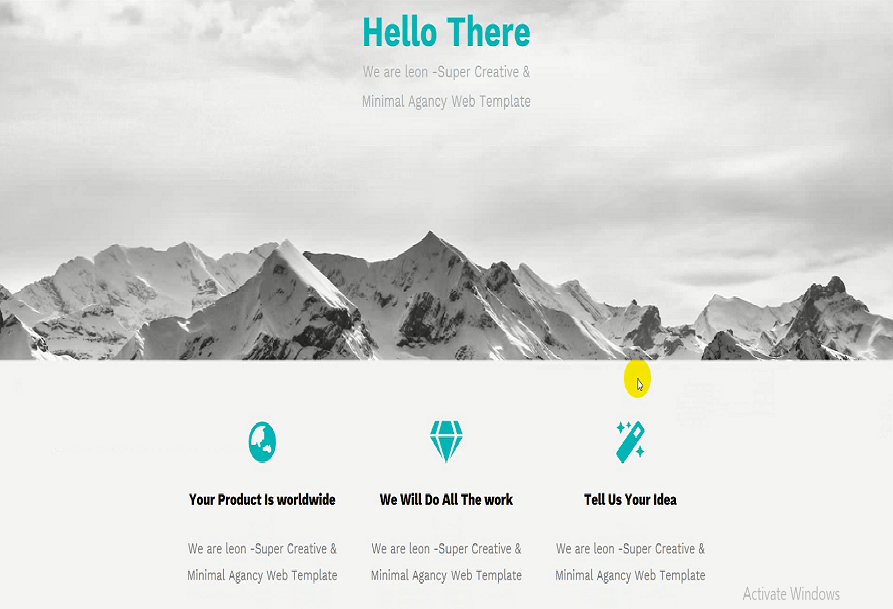 Hello There
We are leon -Super Creative &
Minimal Agancy Web Template
Your Product Is worldwide
We Will Do All The work
Tell Us Your Idea
We are leon -Super Creative &
Minimal Agancy Web Template
We are leon -Super Creative &
Minimal Agancy Web Template
We are leon -Super Creative &
Minimal Agancy Web Template
Activate Windows